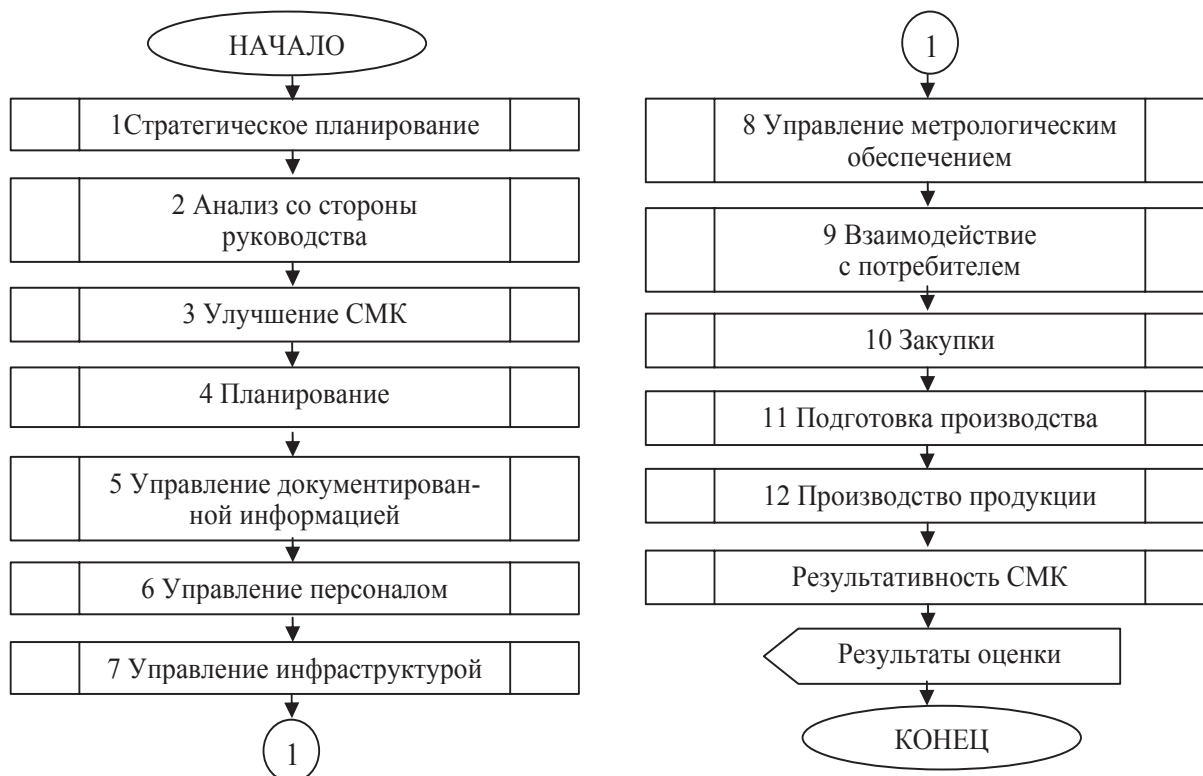 НАЧАЛО
1Стратегическое планирование
2 Анализ со стороны
руководства
3 Улучшение СМК
4 Планирование
5 Управление документирован-
ной информацией
6 Управление персоналом
7 Управление инфраструктурой
1
1
8 Управление метрологическим
обеспечением
9 Взаимодействие
с потребителем
10 Закупки
11 Подготовка производства
12 Производство продукции
Результативность СМК
Результаты оценки
КОНЕЦ